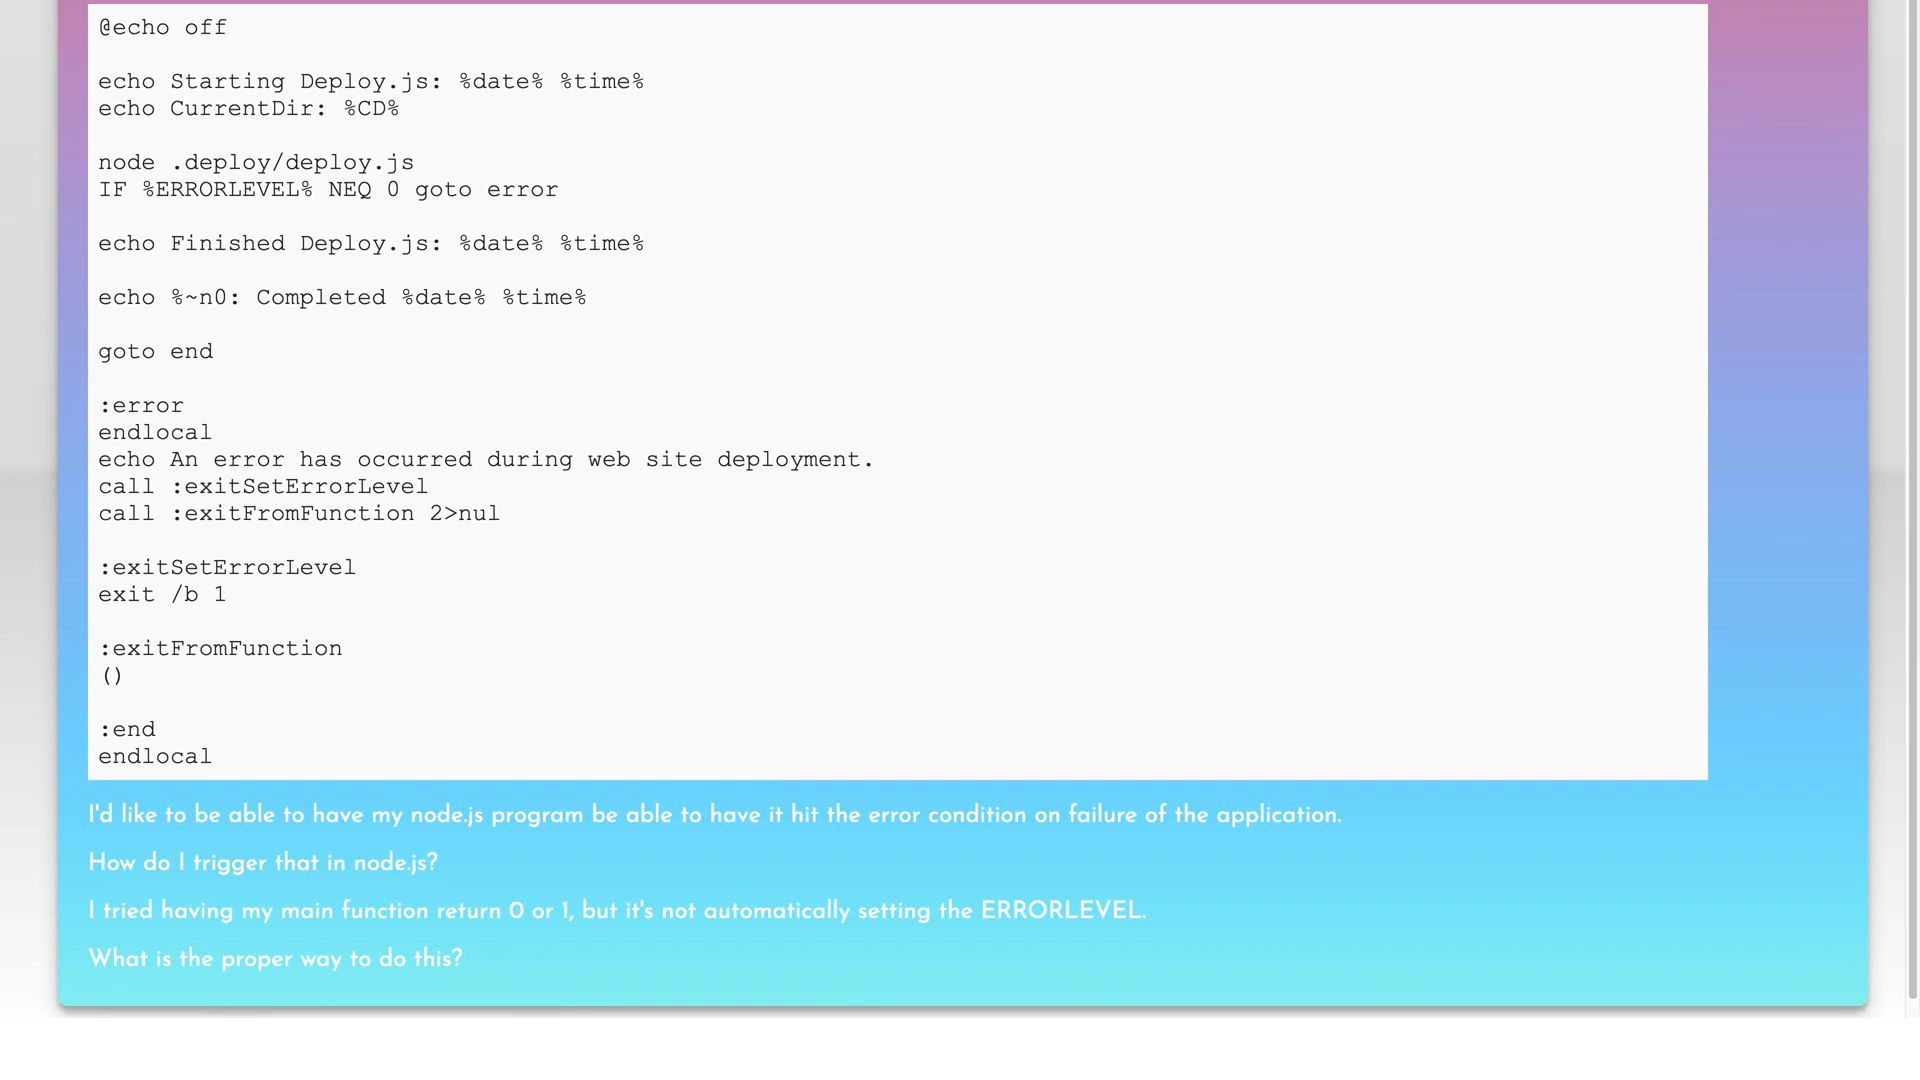 @echo off
echo Starting Deploy.js: %date% %time%
echo CurrentDir: %CD%
node .deploy/deploy.js
IF %ERRORLEVEL% NEQ 0 goto error
echo Finished Deploy.js: %date% %time%
echo %~n0: Completed %date% %time%
goto end
:error
endlocal
echo An error has occurred during web site deployment.
call :exitSetErrorLevel
call :exitFromFunction 2>nul
:exitSetErrorLevel
exit /b 1
:exitFromFunction
()
:end
endlocal
I'd like to be able to have my node.js program be able to have it hit the error condition on failure of the application.
How do I trigger that in node.js?
I tried having my main function return 0 or 1, but it's not automatically setting the ERRORLEVEL.
What is the proper way to do this?